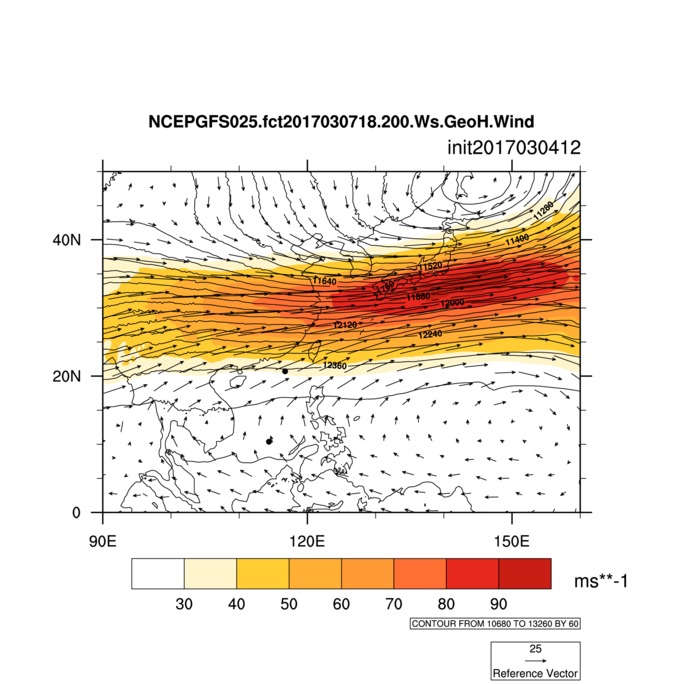 NCEPGFS025.fct2017030718.200.Ws.GeoH.Wind
init2017030412
11280
40N
11400
11520
11640
11880
12000
12120
12240
12360
20N
0
90E 120E 150E
30 40 50 60 70 80 90
ms**-1
CONTOUR FROM 10680 TO 13260 BY 60
25
Reference Vector